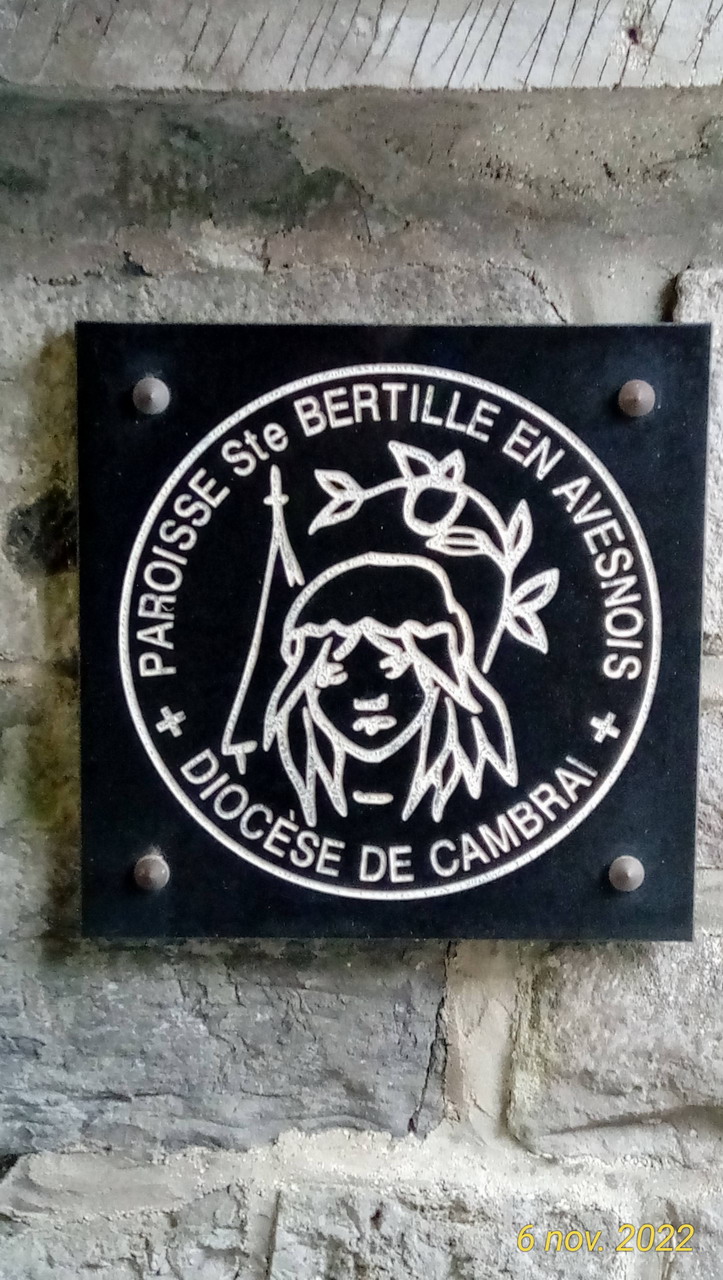 PAROISSE Ste BERTILLE EN AVESNOIS
DIOCÈSE DE CAMBRAI
6 nov. 2022